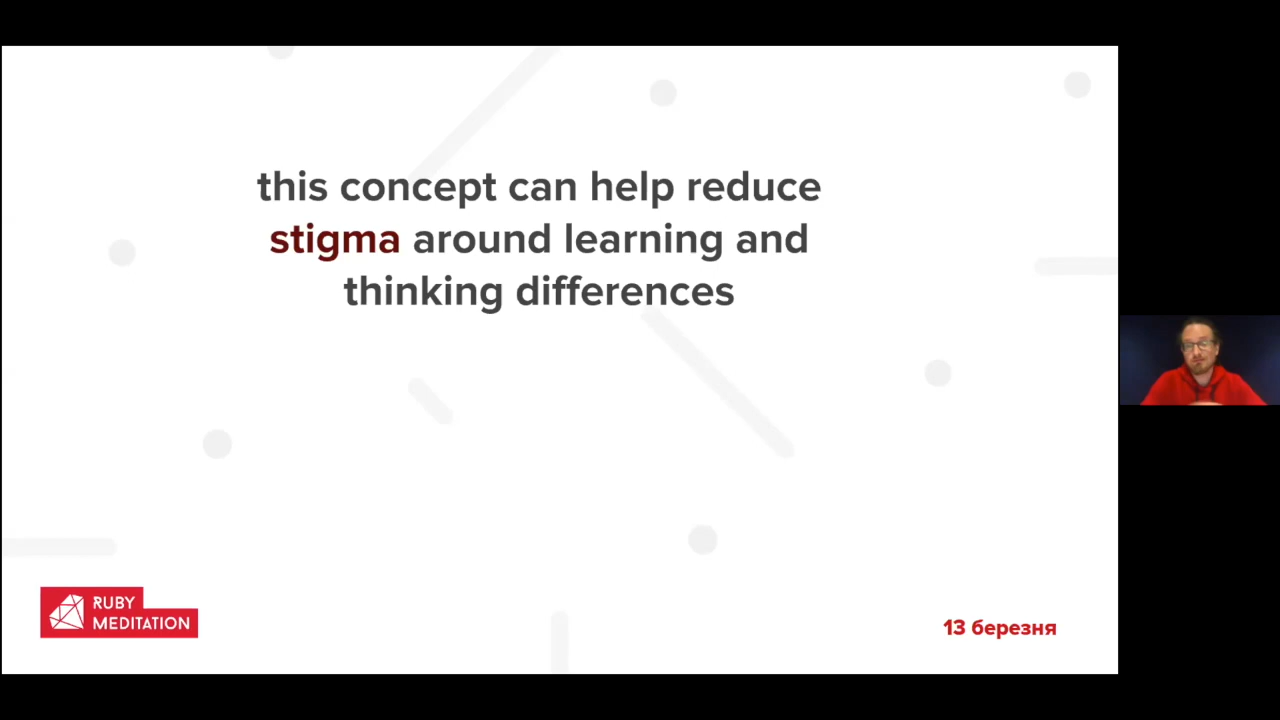 this concept can help reduce
stigma around learning and
thinking differences
RUBY
MEDITATION
13 березня